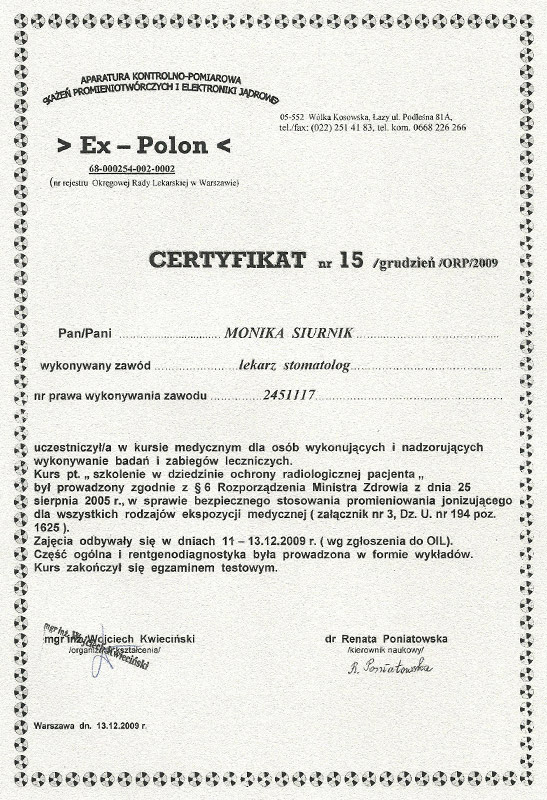 APARATURA KONTROLNO-POMIAROWA
SKAŻEŃ PROMIENIOTWÓRCZYCH I ELEKTRONIKI JĄDROWEJ
05-552 Wólka Kosowska, Łazy ul. Podleśna 81A,
tel./fax: (022) 251 41 83, tel. kom. 0668 226 266
> Ex – Polon <
68-000254-002-0002
(nr rejestru Okręgowej Rady Lekarskiej w Warszawie)
CERTYFIKAT nr 15 /grudzień/ORP/2009
Pan/Pani MONIKA SIURNIK
wykonywany zawód lekarz stomatolog
nr prawa wykonywania zawodu 2451117
uczestniczył/a w kursie medycznym dla osób wykonujących i nadzorujących
wykonywanie badań i zabiegów leczniczych.
Kurs pt. „ szkolenie w dziedzinie ochrony radiologicznej pacjenta „
był prowadzony zgodnie z § 6 Rozporządzenia Ministra Zdrowia z dnia 25
sierpnia 2005 r., w sprawie bezpiecznego stosowania promieniowania jonizującego
dla wszystkich rodzajów ekspozycji medycznej ( załącznik nr 3, Dz. U. nr 194 poz.
1625 ).
Zajęcia odbywały się w dniach 11 – 13.12.2009 r. ( wg zgłoszenia do OIL).
Część ogólna i rentgenodiagnostyka była prowadzona w formie wykładów.
Kurs zakończył się egzaminem testowym.
mgr inż. Wojciech Kwieciński
/organizator kształcenia/
mgr inż. Wojciech Kwieciński
dr Renata Poniatowska
/kierownik naukowy/
R. Poniatowska
Warszawa dn. 13.12.2009 r.